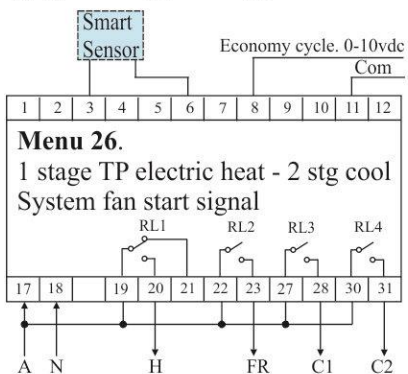 Smart
Sensor
Economy cycle. 0-10vdc
Com
1 2 3 4 5 6 7 8 9 10 11 12
Menu 26.
1 stage TP electric heat - 2 stg cool
System fan start signal
RL1 RL2 RL3 RL4
17 18 19 20 21 22 23 27 28 30 31
A N H FR C1 C2